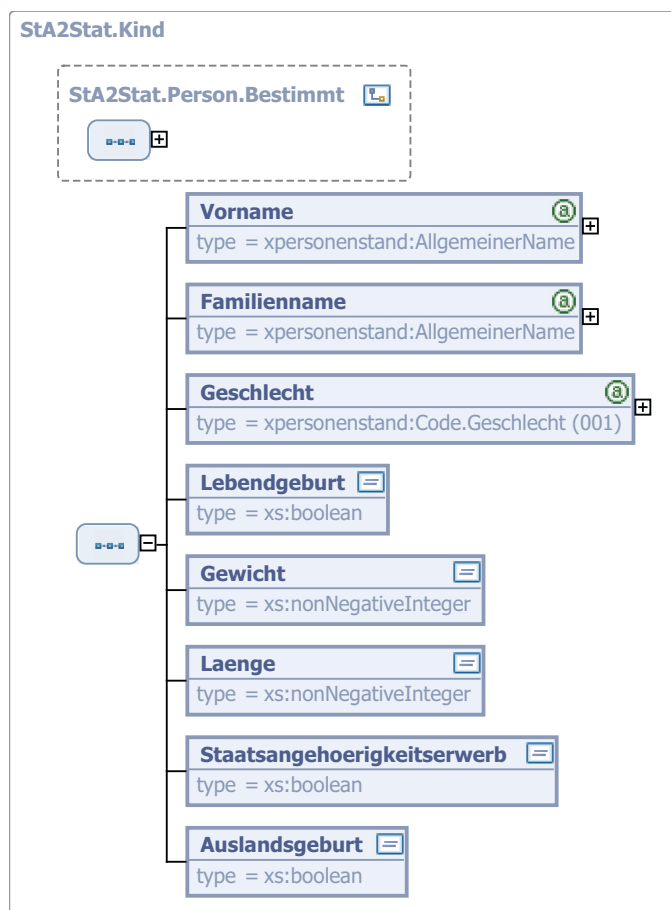 StA2Stat.Kind
StA2Stat.Person.Bestimmt
Vorname
type = xpersonenstand:AllgemeinerName
Familienname
type = xpersonenstand:AllgemeinerName
Geschlecht
type = xpersonenstand:Code.Geschlecht (001)
Lebendgeburt
type = xs:boolean
Gewicht
type = xs:nonNegativeInteger
Laenge
type = xs:nonNegativeInteger
Staatsangehoerigkeitserwerb
type = xs:boolean
Auslandsgeburt
type = xs:boolean